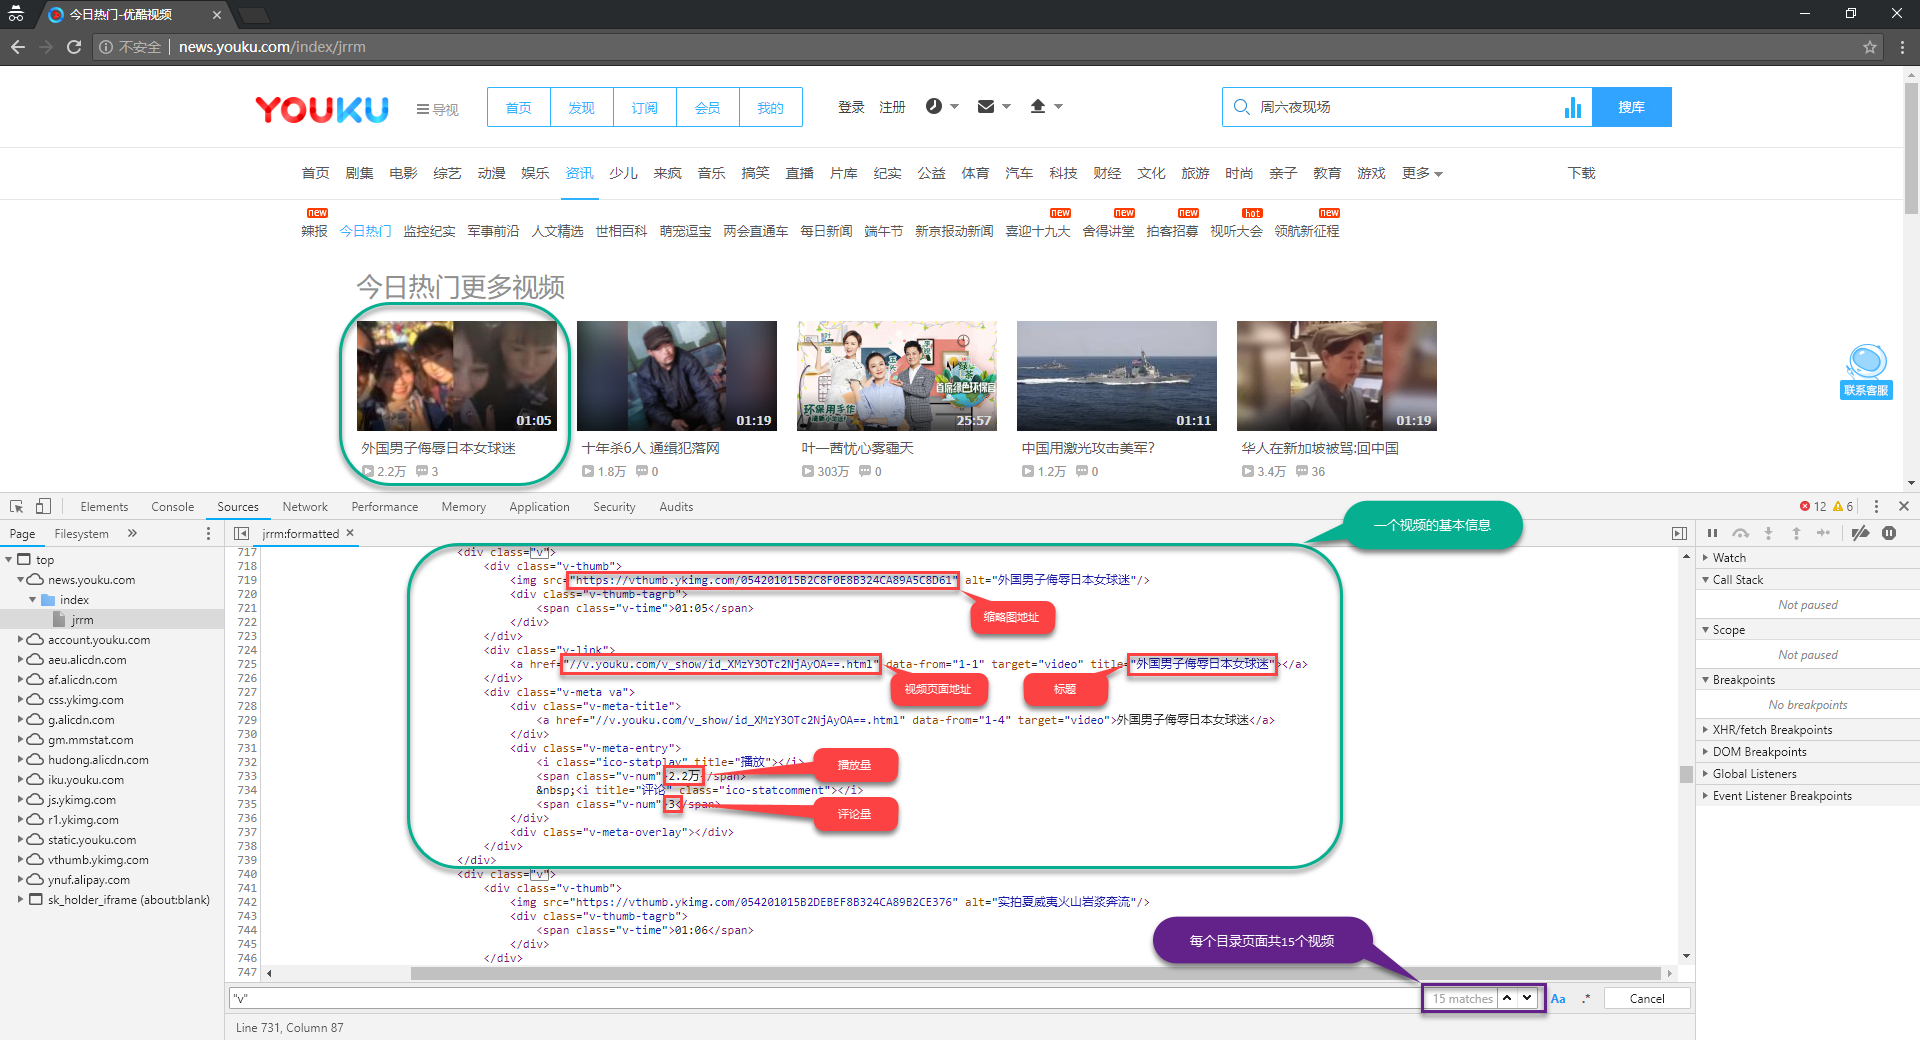 今日热门-优酷视频
不安全 | news.youku.com/index/jrrm
YOUKU 导视 首页 发现 订阅 会员 我的 登录 注册 周六夜现场 搜库
首页 剧集 电影 综艺 动漫 娱乐 资讯 少儿 来疯 音乐 搞笑 直播 片库 纪实 公益 体育 汽车 科技 财经 文化 旅游 时尚 亲子 教育 游戏 更多 下载
new new new new hot new
辣报 今日热门 监控纪实 军事前沿 人文精选 世相百科 萌宠逗宝 两会直通车 每日新闻 端午节 新京报动新闻 喜迎十九大 舍得讲堂 拍客招募 视听大会 领航新征程
今日热门更多视频
环保用手作
首席绿色环保官
01:05 01:19 25:57 01:11 01:19
外国男子侮辱日本女球迷 十年杀6人 通缉犯落网 叶一茜忧心雾霾天 中国用激光攻击美军? 华人在新加坡被骂:回中国
2.2万 3 1.8万 0 303万 0 1.2万 0 3.4万 36
联系客服
Elements Console Sources Network Performance Memory Application Security Audits 12 6
Page Filesystem » jrrm:formatted ×
一个视频的基本信息
top
news.youku.com
index
jrrm
account.youku.com
aeu.alicdn.com
af.alicdn.com
css.ykimg.com
g.alicdn.com
gm.mmstat.com
hudong.alicdn.com
iku.youku.com
js.ykimg.com
r1.ykimg.com
static.youku.com
vthumb.ykimg.com
ynuf.alipay.com
sk_holder_iframe (about:blank)
717 <div class="v">
718 <div class="v-thumb">
719 <img src="https://vthumb.ykimg.com/054201015B2C8F0E8B324CA89A5C8D61" alt="外国男子侮辱日本女球迷"/>
720 <div class="v-thumb-tagrb">
721 <span class="v-time">01:05</span>
722 </div>
723 </div>
724 <div class="v-link">
725 <a href="//v.youku.com/v_show/id_XMzY3OTc2NjAyOA==.html" data-from="1-1" target="video" title="外国男子侮辱日本女球迷"></a>
726 </div>
727 <div class="v-meta va">
728 <div class="v-meta-title">
729 <a href="//v.youku.com/v_show/id_XMzY3OTc2NjAyOA==.html" data-from="1-4" target="video">外国男子侮辱日本女球迷</a>
730 </div>
731 <div class="v-meta-entry">
732 <i class="ico-statplay" title="播放"></i>
733 <span class="v-num">2.2万</span>
734 &nbsp;<i title="评论" class="ico-statcomment"></i>
735 <span class="v-num">3</span>
736 </div>
737 <div class="v-meta-overlay"></div>
738 </div>
739 </div>
740 <div class="v">
741 <div class="v-thumb">
742 <img src="https://vthumb.ykimg.com/054201015B2DEBEF8B324CA89B2CE376" alt="实拍夏威夷火山岩浆奔流"/>
743 <div class="v-thumb-tagrb">
744 <span class="v-time">01:06</span>
745 </div>
746 </div>
747
缩略图地址
视频页面地址
标题
播放量
评论量
每个目录页面共15个视频
"v" 15 matches Aa .* Cancel
Line 731, Column 87
Watch
Call Stack
Not paused
Scope
Not paused
Breakpoints
No breakpoints
XHR/fetch Breakpoints
DOM Breakpoints
Global Listeners
Event Listener Breakpoints